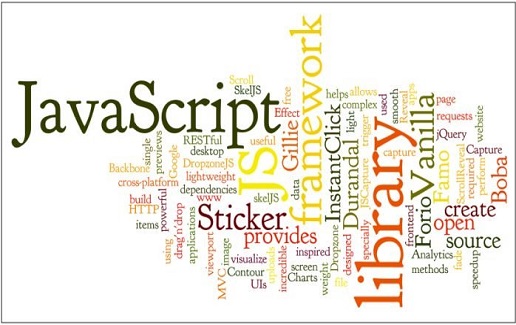 JavaScript
JS
framework
library
Vanilla
Sticker
Gillie
InstantClick
Durandal
Forio
Famo
Boba
create
open
source
provides
Scroll
SkelJS
free
Effect
useful
helps
allows
complex
light
trigger
used
smooth
Reveal
apps
page
requests
jQuery
website
Capture
required
perform
ScrollReveal
capture
JSCapture
single
previews
RESTful
desktop
Backbone
Google
DropzoneJS
lightweight
cross-platform
dependencies
skelJS
data
build
HTTP
powerful
www
items
drag'n'drop
applications
using
MVC
viewport
image
visualize
Contour
UIs
uploads
incredible
inspired
screen
Charts
weight
Dropzone
file
designed
specially
frontend
Analytics
methods
fade
speedup